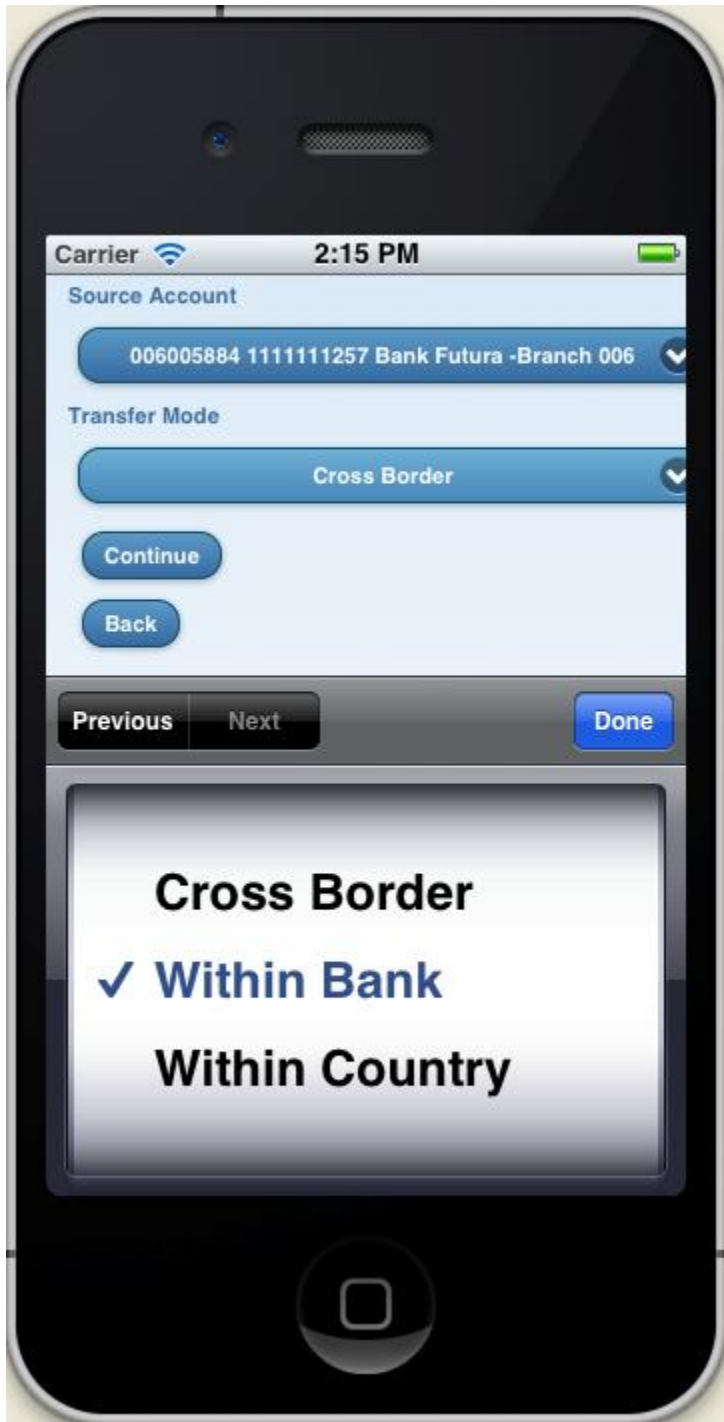 Carrier 2:15 PM
Source Account
006005884 1111111257 Bank Futura -Branch 006
Transfer Mode
Cross Border
Continue
Back
Previous Next Done
Cross Border
✓ Within Bank
Within Country